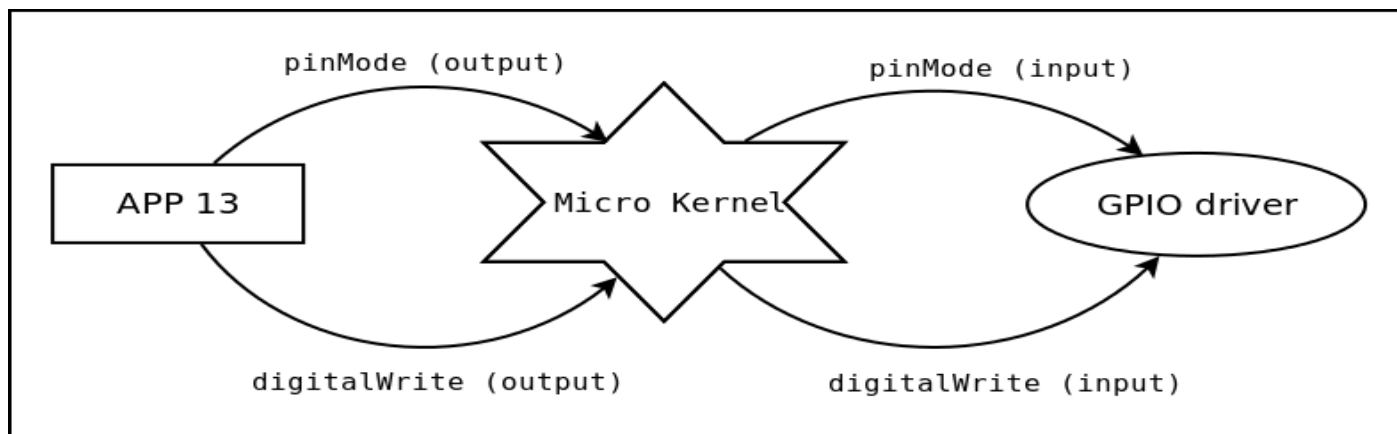 pinMode (output)
pinMode (input)
APP 13
Micro Kernel
GPIO driver
digitalWrite (output)
digitalWrite (input)